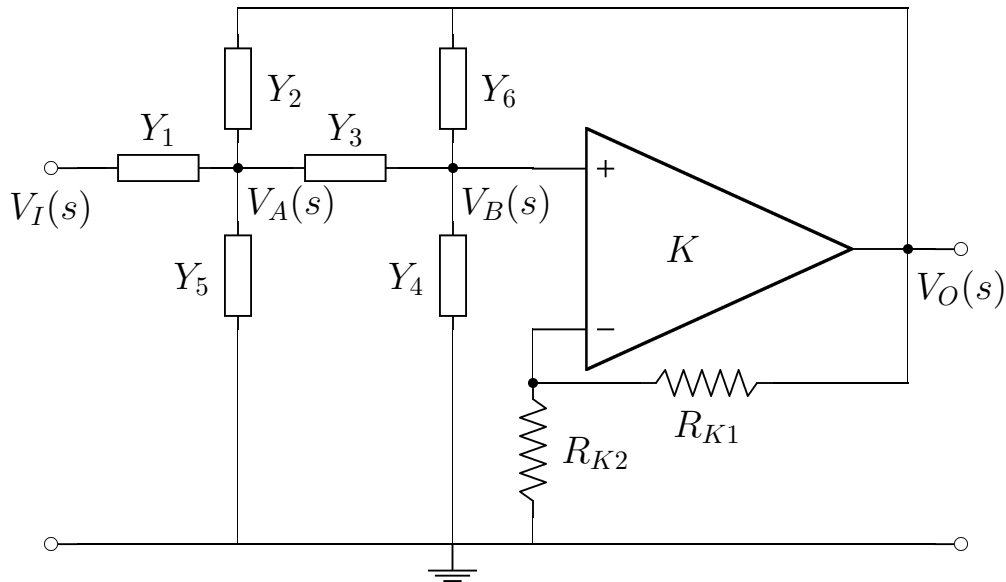 Y2
Y6
Y1
Y3
+
VI(s)
VA(s)
VB(s)
K
Y5
Y4
VO(s)
−
RK1
RK2